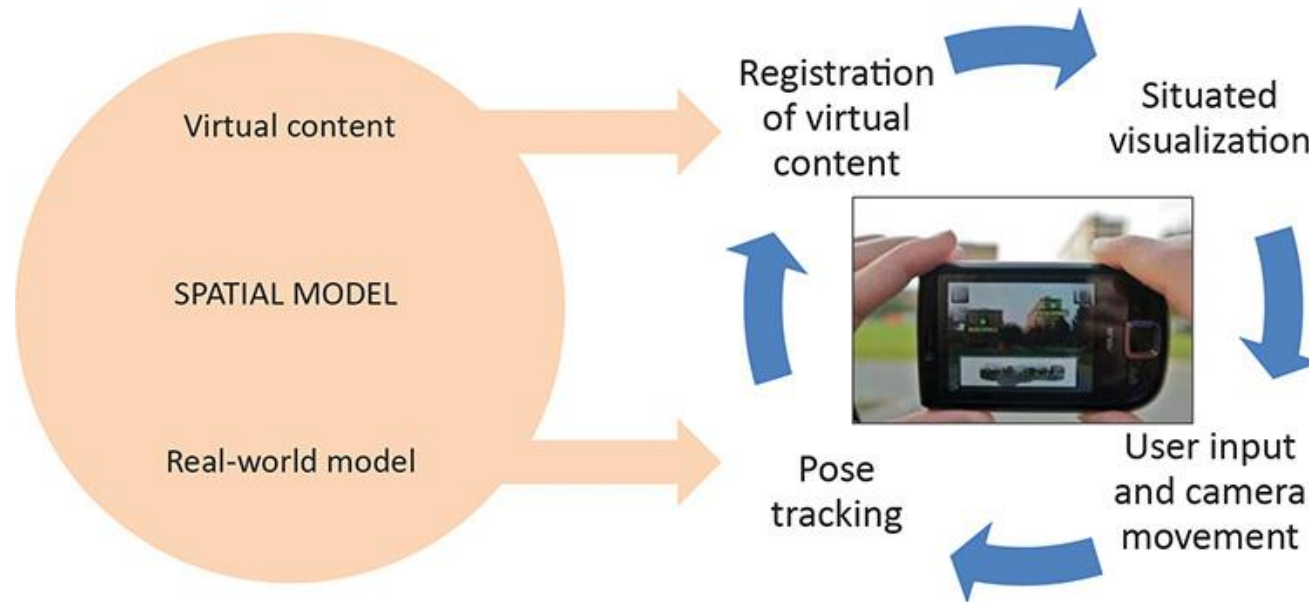 Virtual content
SPATIAL MODEL
Real-world model
Registration
of virtual
content
Situated
visualization
User input
and camera
movement
Pose
tracking